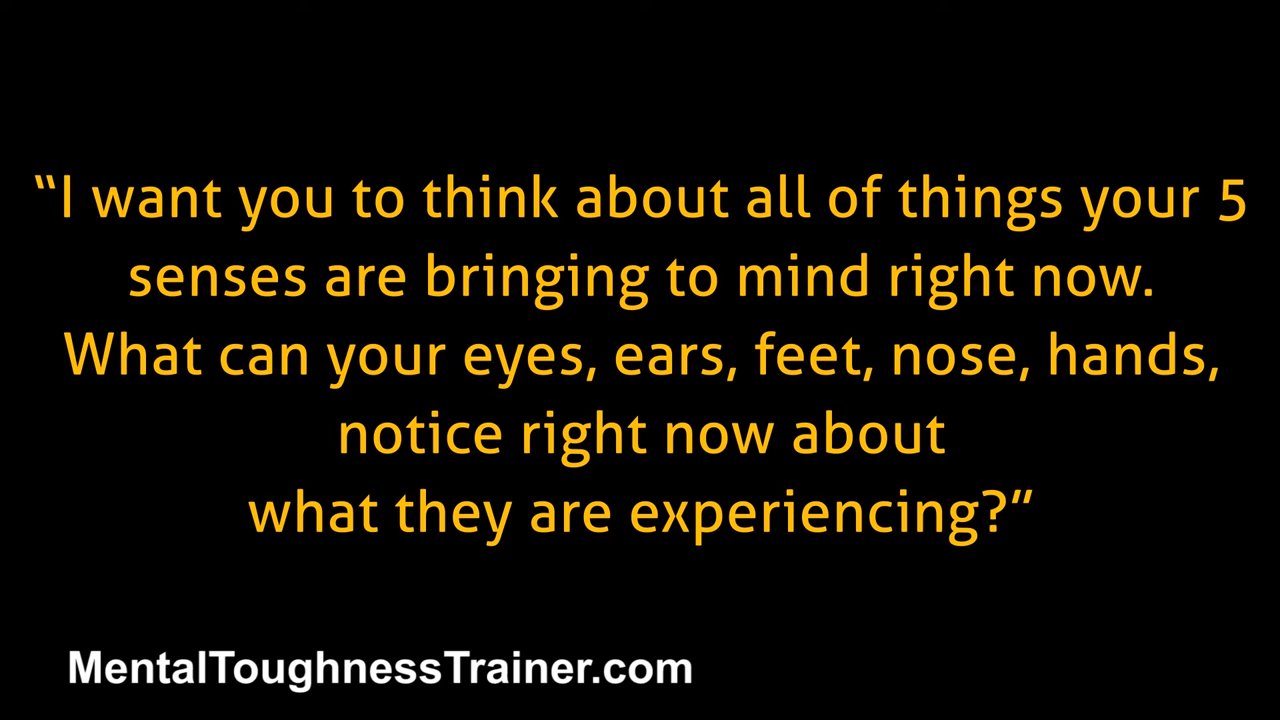 “I want you to think about all of things your 5
senses are bringing to mind right now.
What can your eyes, ears, feet, nose, hands,
notice right now about
what they are experiencing?”
MentalToughnessTrainer.com